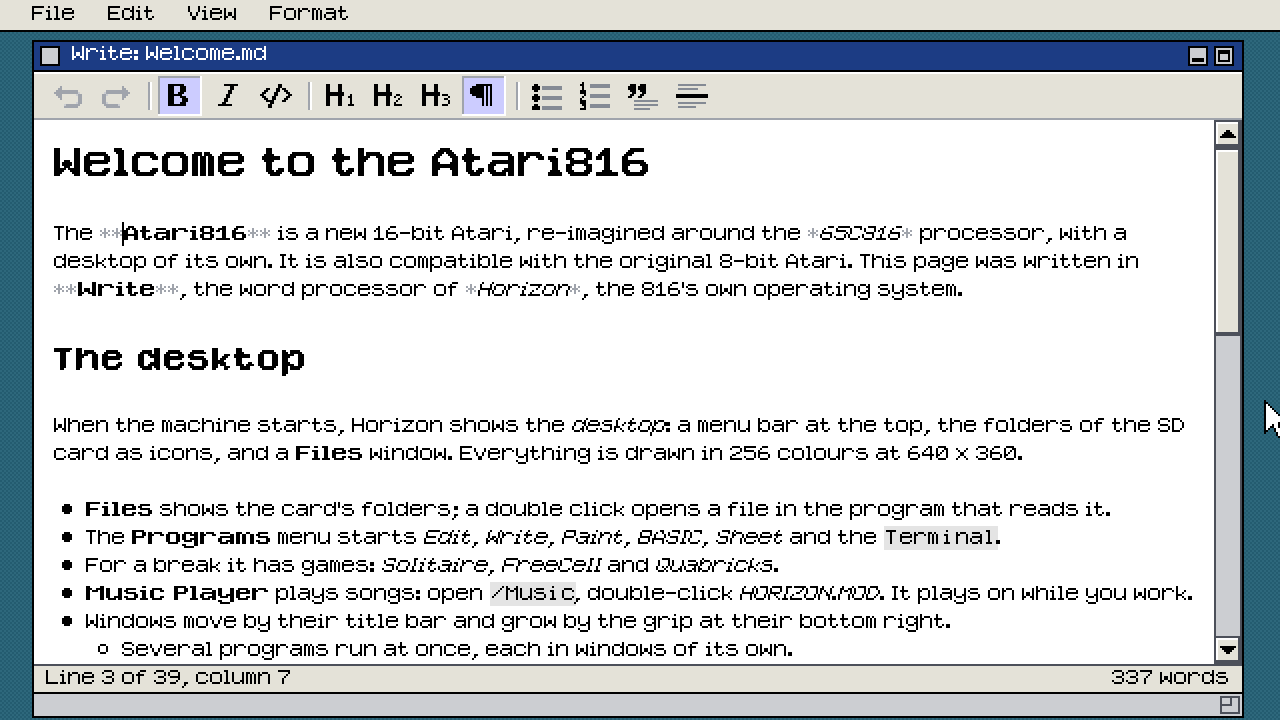 File Edit View Format
Write: Welcome.md
B I </> H1 H2 H3 ¶
Welcome to the Atari816
The **Atari816** is a new 16-bit Atari, re-imagined around the *65C816* processor, with a
desktop of its own. It is also compatible with the original 8-bit Atari. This page was written in
**Write**, the word processor of *Horizon*, the 816's own operating system.
The desktop
When the machine starts, Horizon shows the desktop: a menu bar at the top, the folders of the SD
card as icons, and a Files window. Everything is drawn in 256 colours at 640 x 360.
● Files shows the card's folders; a double click opens a file in the program that reads it.
● The Programs menu starts Edit, Write, Paint, BASIC, Sheet and the Terminal.
● For a break it has games: Solitaire, FreeCell and Quabricks.
● Music Player plays songs: open /Music, double-click HORIZON.MOD. It plays on while you work.
● Windows move by their title bar and grow by the grip at their bottom right.
○ Several programs run at once, each in windows of its own.
Line 3 of 39, column 7 337 words